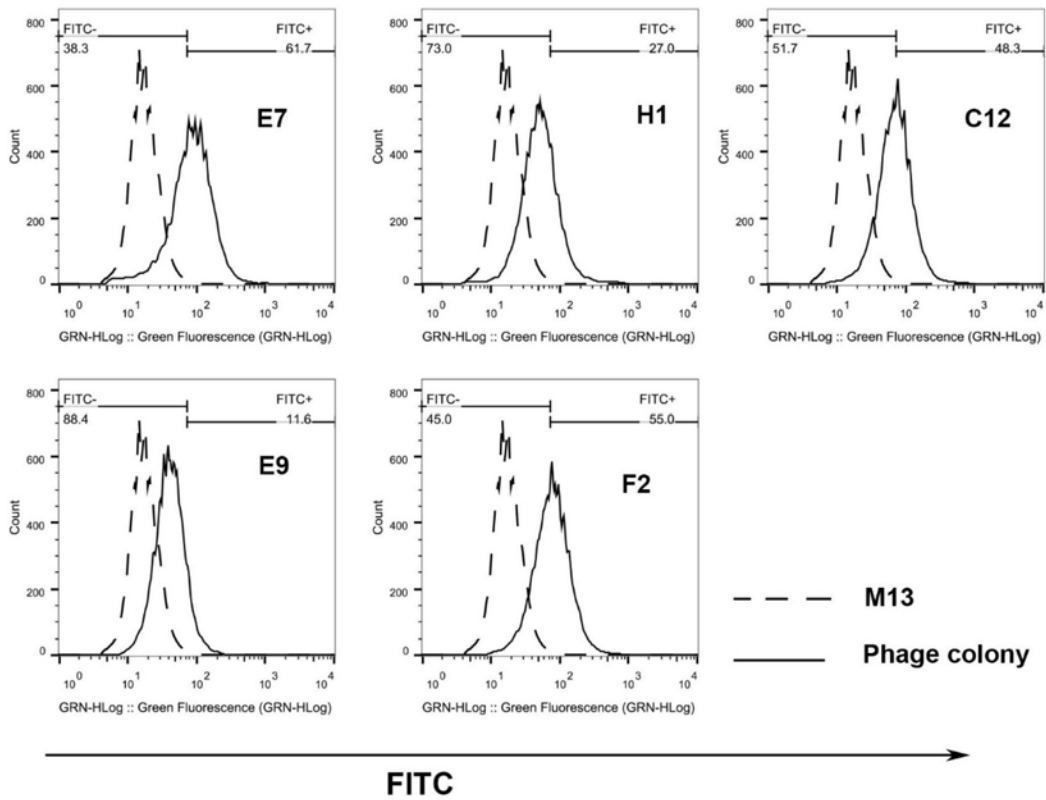 800
FITC-
FITC+
38.3
61.7
600
E7
Count
400
200
0
10^0 10^1 10^2 10^3 10^4
GRN-HLog :: Green Fluorescence (GRN-HLog)
800
FITC-
FITC+
73.0
27.0
600
H1
Count
400
200
0
10^0 10^1 10^2 10^3 10^4
GRN-HLog :: Green Fluorescence (GRN-HLog)
800
FITC-
FITC+
51.7
48.3
600
C12
Count
400
200
0
10^0 10^1 10^2 10^3 10^4
GRN-HLog :: Green Fluorescence (GRN-HLog)
800
FITC-
FITC+
88.4
11.6
600
E9
Count
400
200
0
10^0 10^1 10^2 10^3 10^4
GRN-HLog :: Green Fluorescence (GRN-HLog)
800
FITC-
FITC+
45.0
55.0
600
F2
Count
400
200
0
10^0 10^1 10^2 10^3 10^4
GRN-HLog :: Green Fluorescence (GRN-HLog)
M13
Phage colony
FITC